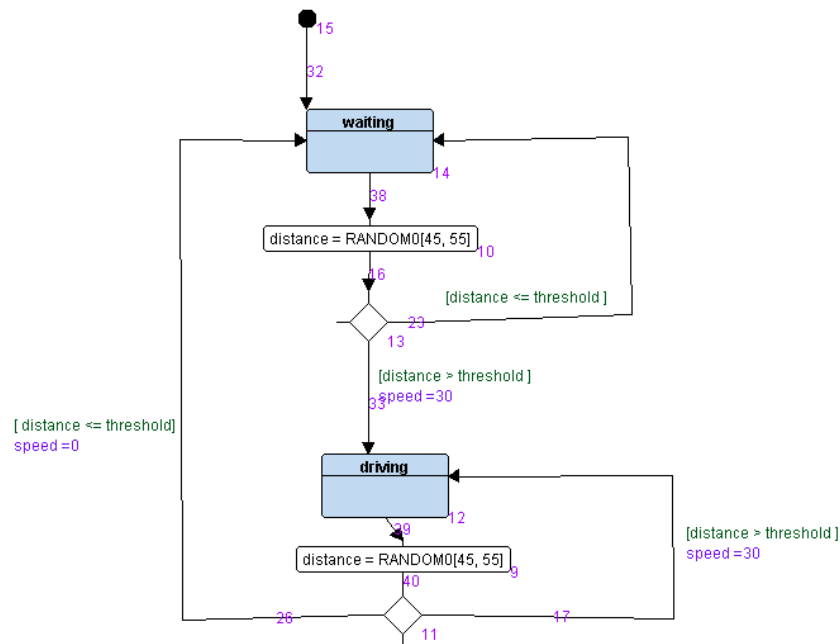 15
32
waiting
14
38
distance = RANDOM0[45, 55]
10
16
[distance <= threshold ]
23
13
[distance > threshold ]
speed =30
33
[ distance <= threshold]
speed =0
driving
12
39
[distance > threshold ]
speed =30
distance = RANDOM0[45, 55]
9
40
26
17
11